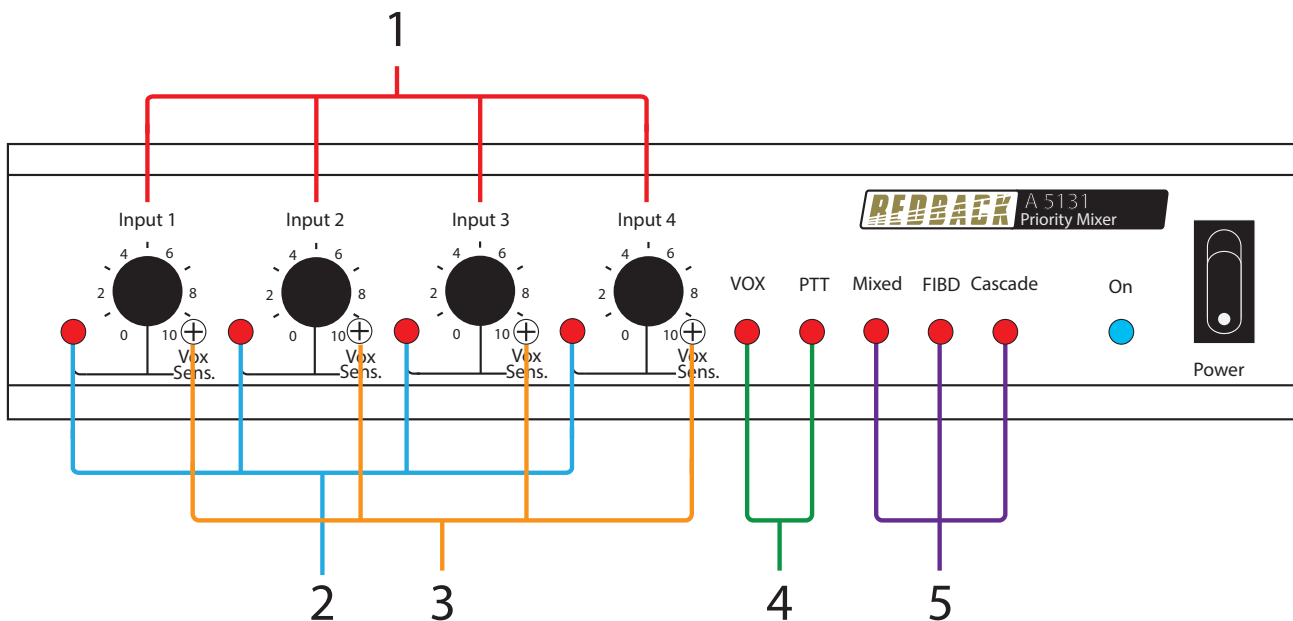 1
REDBACK
A 5131
Priority Mixer
Input 1
Input 2
Input 3
Input 4
4 6
2 8
0 10
Vox
Sens.
4 6
2 8
0 10
Vox
Sens.
4 6
2 8
0 10
Vox
Sens.
4 6
2 8
0 10
Vox
Sens.
VOX
PTT
Mixed
FIBD
Cascade
On
Power
2
3
4
5